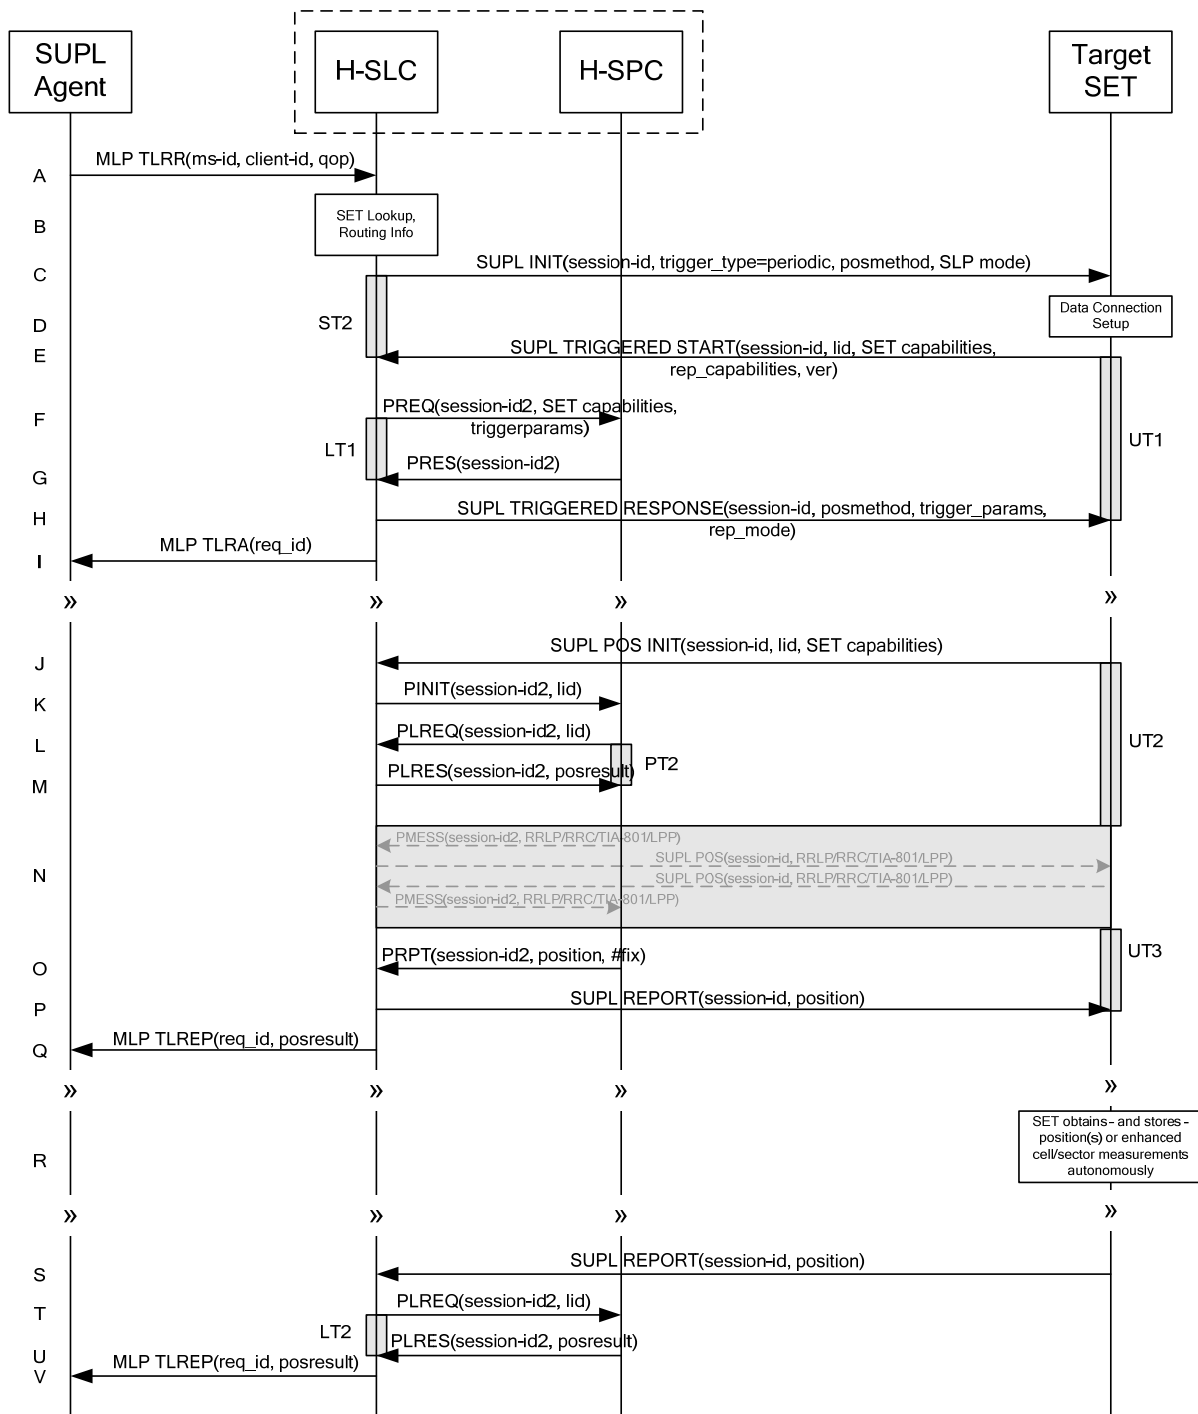 SUPL
Agent
H-SLC
H-SPC
Target
SET
A
MLP TLRR(ms-id, client-id, qop)
B
SET Lookup,
Routing Info
C
SUPL INIT(session-id, trigger_type=periodic, posmethod, SLP mode)
D
ST2
Data Connection
Setup
E
SUPL TRIGGERED START(session-id, lid, SET capabilities,
rep_capabilities, ver)
F
PREQ(session-id2, SET capabilities,
triggerparams)
LT1
UT1
G
PRES(session-id2)
H
SUPL TRIGGERED RESPONSE(session-id, posmethod, trigger_params,
rep_mode)
I
MLP TLRA(req_id)
»
»
»
»
J
SUPL POS INIT(session-id, lid, SET capabilities)
K
PINIT(session-id2, lid)
L
PLREQ(session-id2, lid)
UT2
M
PLRES(session-id2, posresult)
PT2
PMESS(session-id2, RRLP/RRC/TIA-801/LPP)
SUPL POS(session-id, RRLP/RRC/TIA-801/LPP)
N
SUPL POS(session-id, RRLP/RRC/TIA-801/LPP)
PMESS(session-id2, RRLP/RRC/TIA-801/LPP)
O
PRPT(session-id2, position, #fix)
UT3
P
SUPL REPORT(session-id, position)
Q
MLP TLREP(req_id, posresult)
»
»
»
»
R
SET obtains - and stores -
position(s) or enhanced
cell/sector measurements
autonomously
»
»
»
»
S
SUPL REPORT(session-id, position)
T
PLREQ(session-id2, lid)
LT2
U
PLRES(session-id2, posresult)
V
MLP TLREP(req_id, posresult)